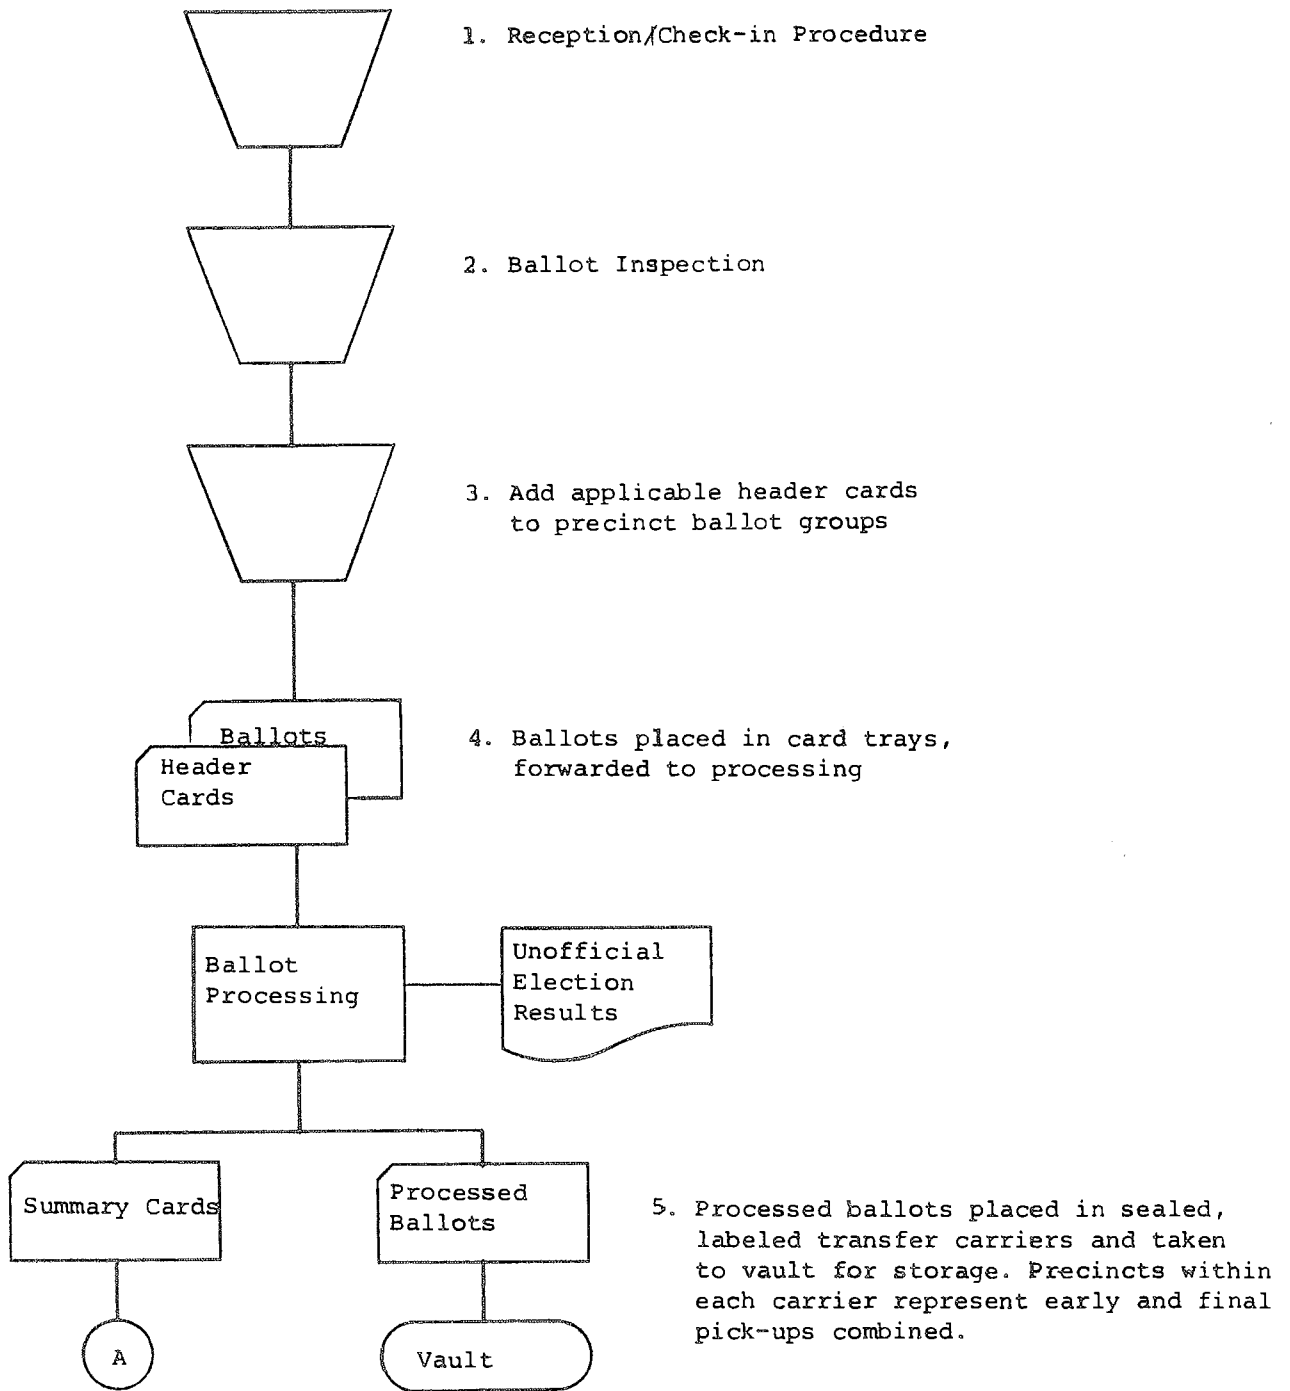 1. Reception/Check-in Procedure
2. Ballot Inspection
3. Add applicable header cards
to precinct ballot groups
Ballots
Header
Cards
4. Ballots placed in card trays,
forwarded to processing
Ballot
Processing
Unofficial
Election
Results
Summary Cards
Processed
Ballots
5. Processed ballots placed in sealed,
labeled transfer carriers and taken
to vault for storage. Precincts within
each carrier represent early and final
pick-ups combined.
A
Vault